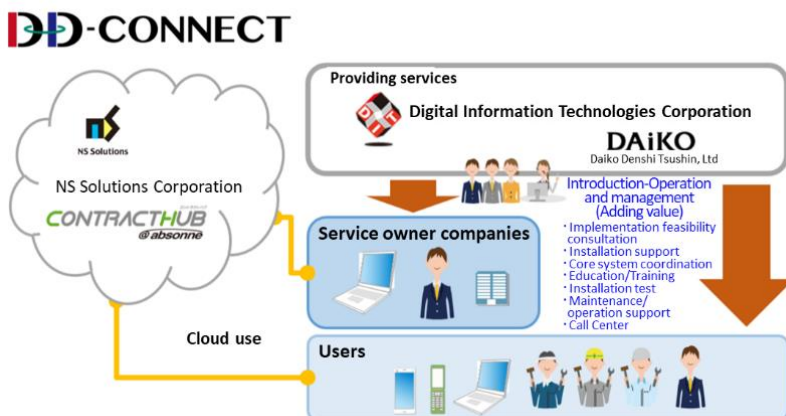 DD-CONNECT
NS Solutions
NS Solutions Corporation
CONTRACTHUB
@absonne
Cloud use
Providing services
DIT
Digital Information Technologies Corporation
DAiKO
Daiko Denshi Tsushin, Ltd
Introduction-Operation
and management
(Adding value)
・Implementation feasibility
consultation
・Installation support
・Core system coordination
・Education/Training
・Installation test
・Maintenance/
operation support
・Call Center
Service owner companies
Users